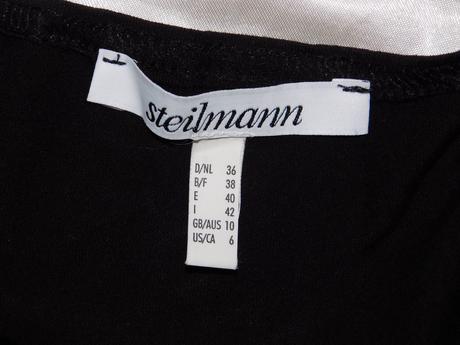 steilmann
D/NL 36
B/F 38
E 40
I 42
GB/AUS 10
US/CA 6